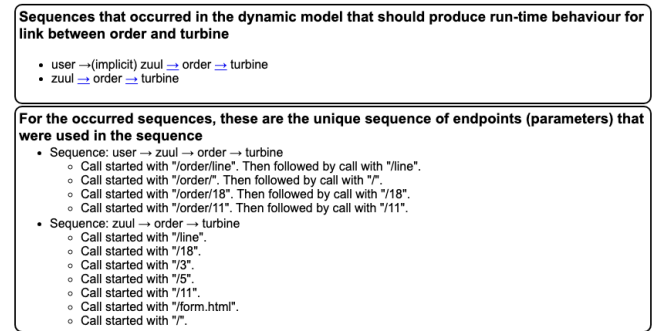 Sequences that occurred in the dynamic model that should produce run-time behaviour for
link between order and turbine
• user →(implicit) zuul → order → turbine
• zuul → order → turbine
For the occurred sequences, these are the unique sequence of endpoints (parameters) that
were used in the sequence
• Sequence: user → zuul → order → turbine
◦ Call started with "/order/line". Then followed by call with "/line".
◦ Call started with "/order/". Then followed by call with "/".
◦ Call started with "/order/18". Then followed by call with "/18".
◦ Call started with "/order/11". Then followed by call with "/11".
• Sequence: zuul → order → turbine
◦ Call started with "/line".
◦ Call started with "/18".
◦ Call started with "/3".
◦ Call started with "/5".
◦ Call started with "/11".
◦ Call started with "/form.html".
◦ Call started with "/".